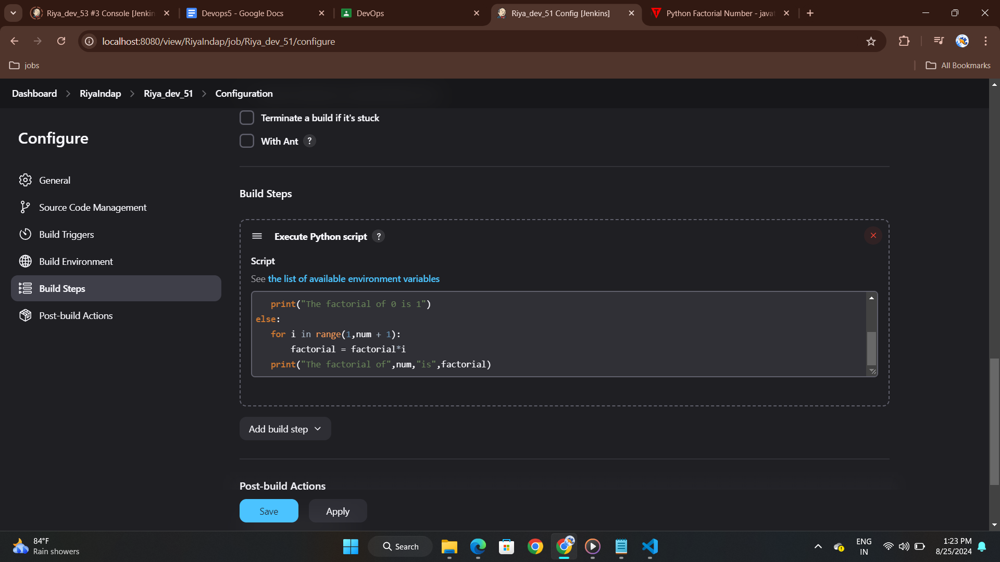 Riya_dev_53 #3 Console [Jenkin
Devops5 - Google Docs
DevOps
Riya_dev_51 Config [Jenkins]
Python Factorial Number - javat
localhost:8080/view/RiyaIndap/job/Riya_dev_51/configure
jobs
All Bookmarks
Dashboard
RiyaIndap
Riya_dev_51
Configuration
Configure
General
Source Code Management
Build Triggers
Build Environment
Build Steps
Post-build Actions
Terminate a build if it's stuck
With Ant ?
Build Steps
Execute Python script ?
Script
See the list of available environment variables
print("The factorial of 0 is 1")
else:
for i in range(1,num + 1):
factorial = factorial*i
print("The factorial of",num,"is",factorial)
Add build step
Post-build Actions
Save
Apply
84°F
Rain showers
Search
ENG
IN
1:23 PM
8/25/2024